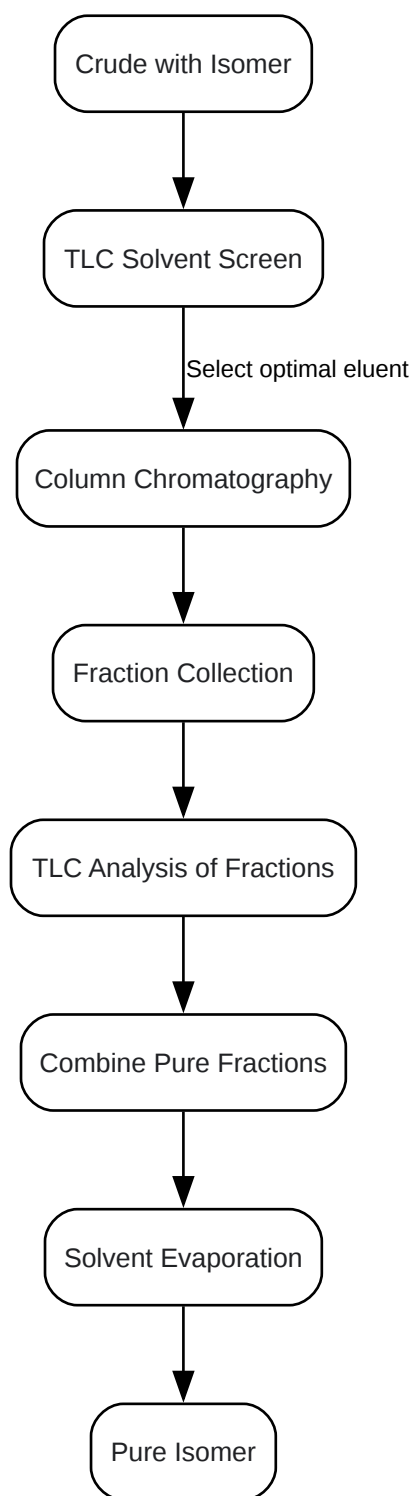 Crude with Isomer
TLC Solvent Screen
Select optimal eluent
Column Chromatography
Fraction Collection
TLC Analysis of Fractions
Combine Pure Fractions
Solvent Evaporation
Pure Isomer